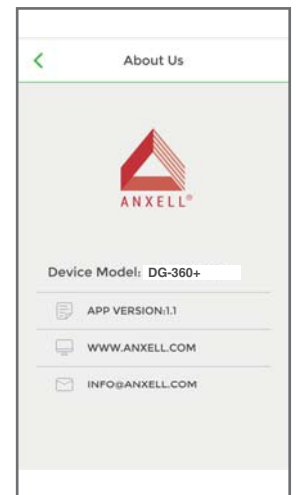 About Us
ANXELL®
Device Model: DG-360+
APP VERSION:1.1
WWW.ANXELL.COM
INFO@ANXELL.COM